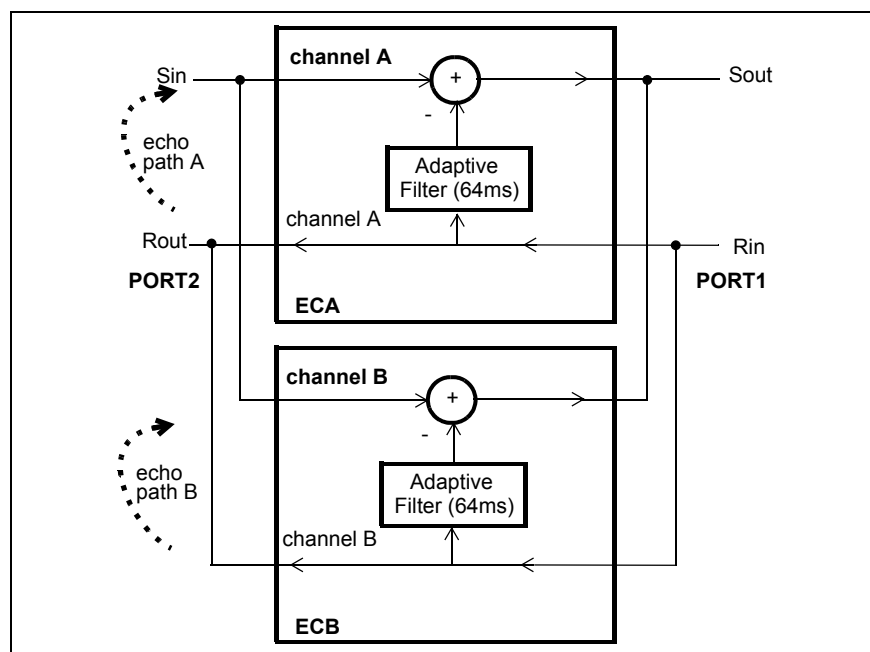 channel A
Sin
+
Sout
-
echo
path A
Adaptive
Filter (64ms)
channel A
Rout
Rin
PORT2
PORT1
ECA
channel B
+
-
echo
path B
Adaptive
Filter (64ms)
channel B
ECB